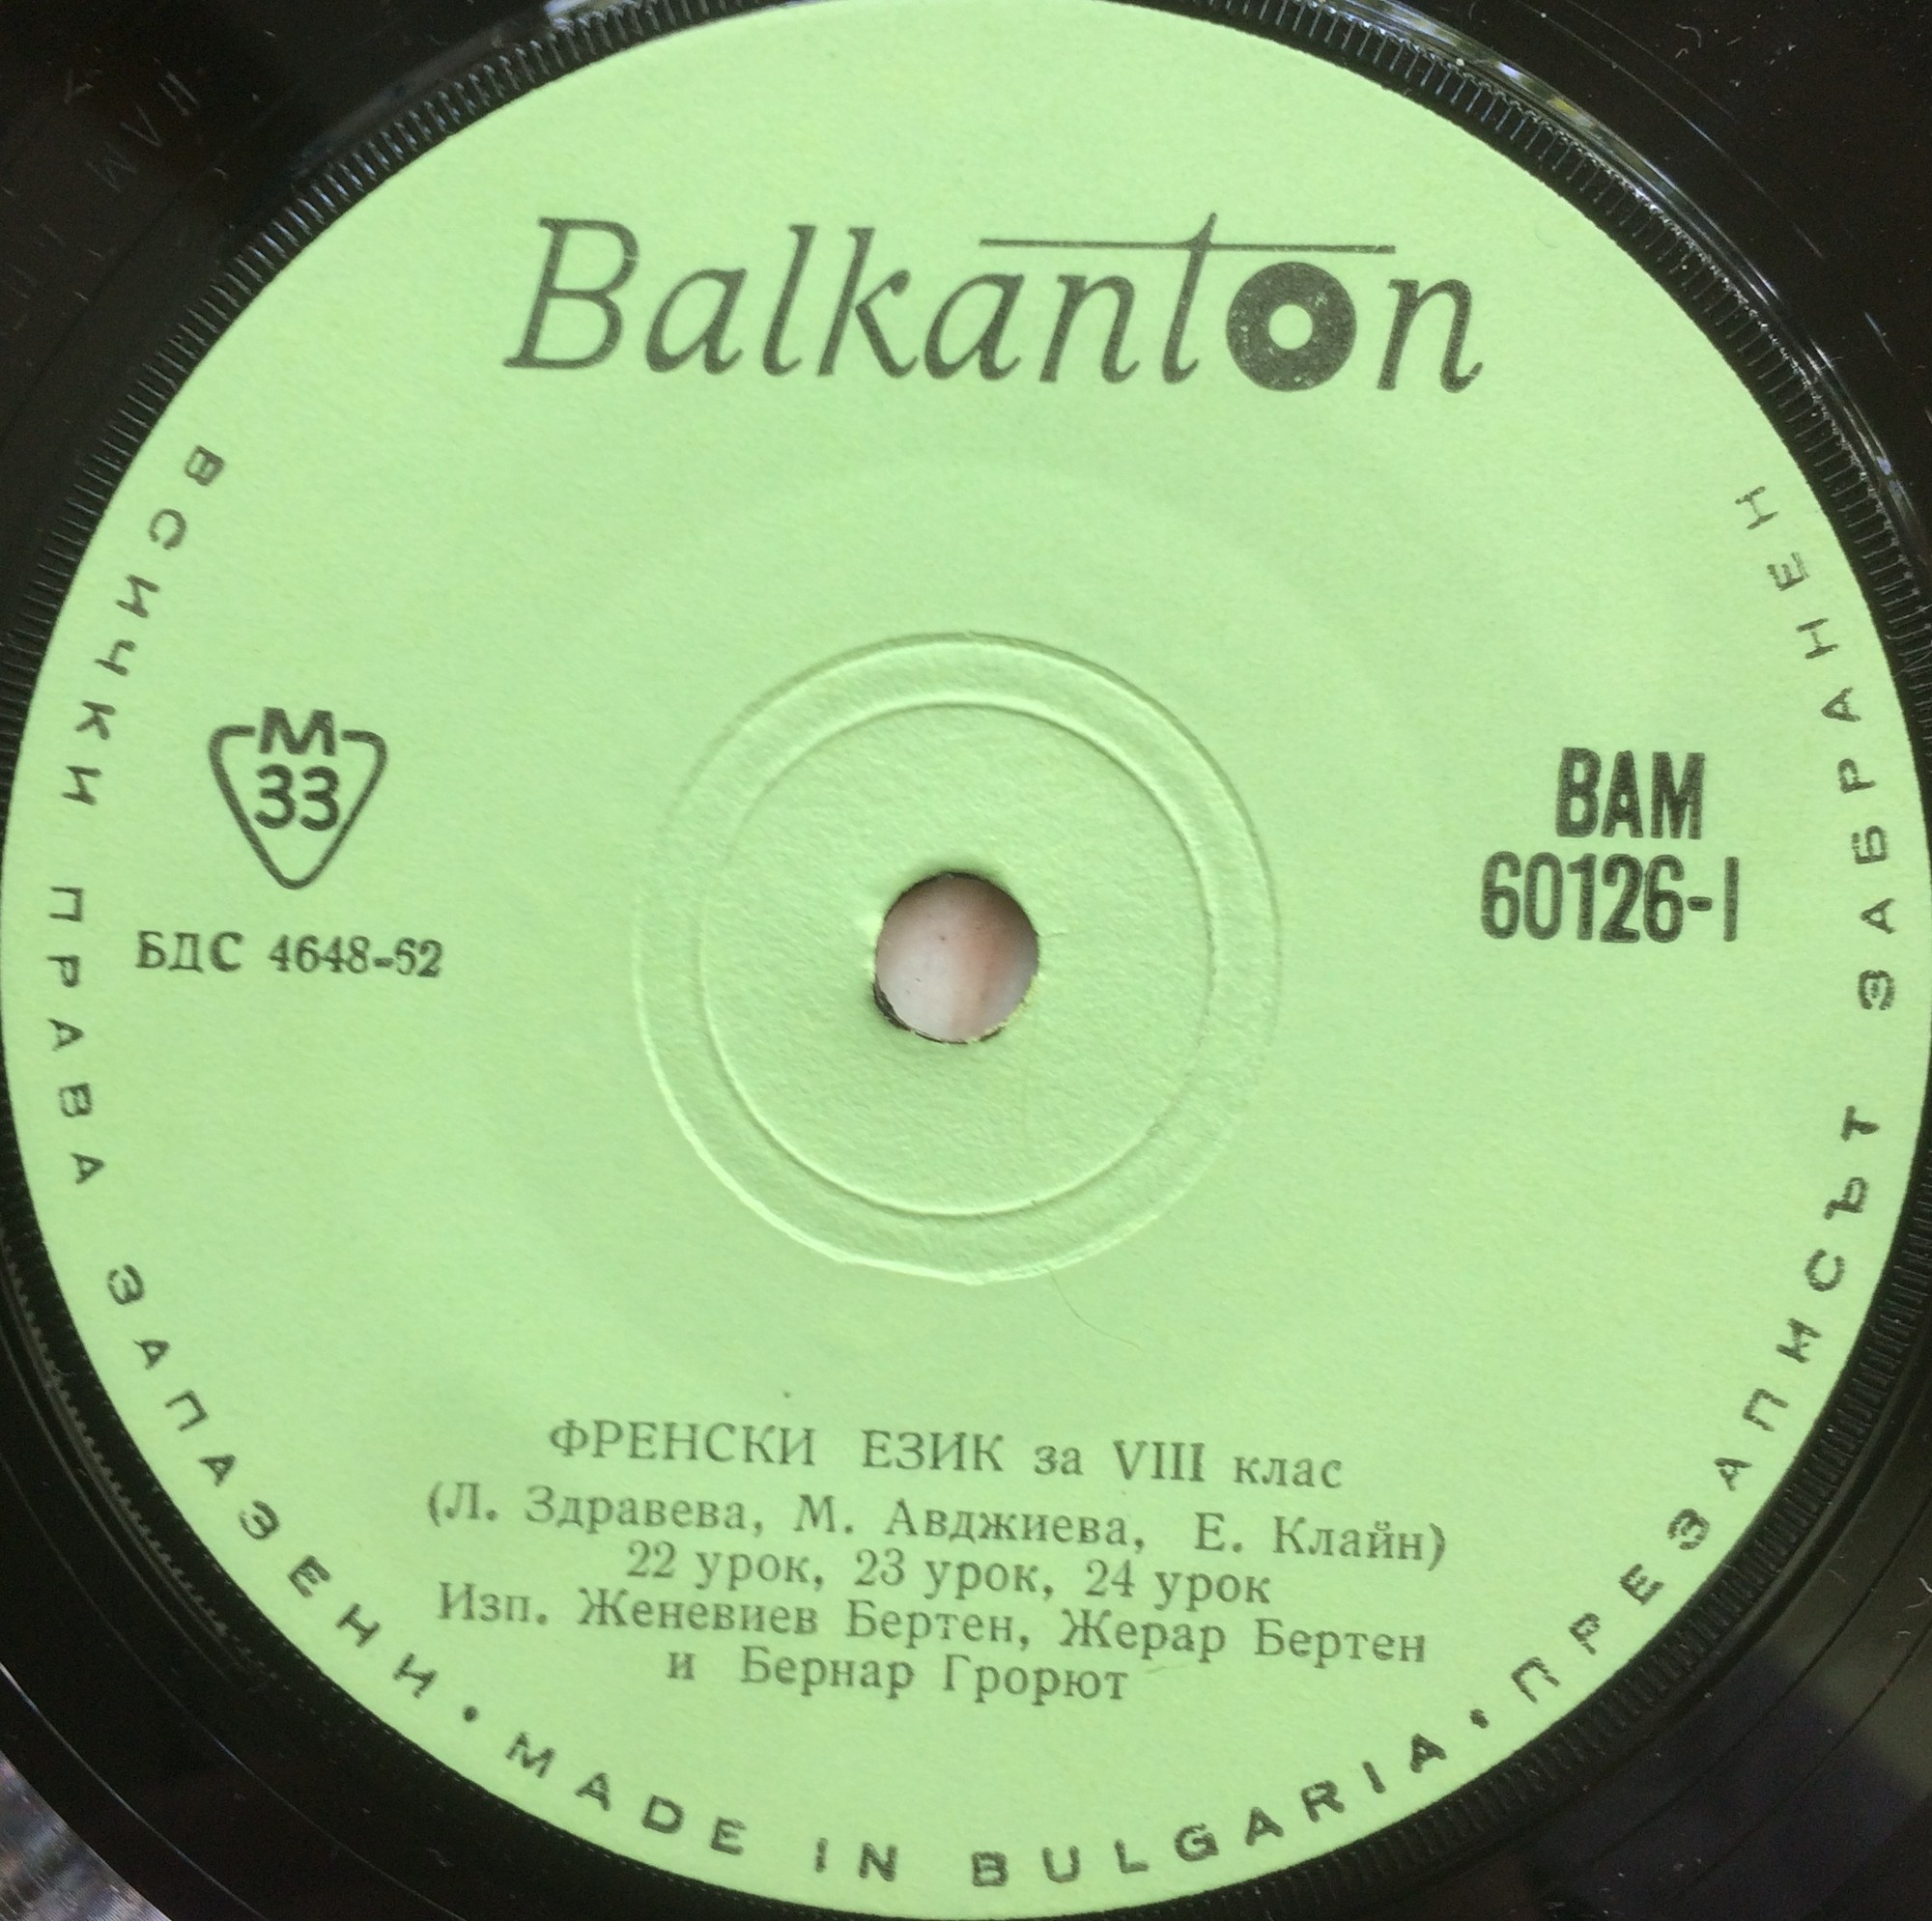 Balkanton
ВСИЧКИ ПРАВА ЗАПАЗЕНИ • MADE IN BULGARIA • ПРЕЗАПИСЪТ ЗАБРАНЕН
М
33
БДС 4648-62
ВАМ
60126-I
ФРЕНСКИ ЕЗИК за VIII клас
(Л. Здравева, М. Авджиева, Е. Клайн)
22 урок, 23 урок, 24 урок
Изп. Женевиев Бертен, Жерар Бертен
и Бернар Грорют